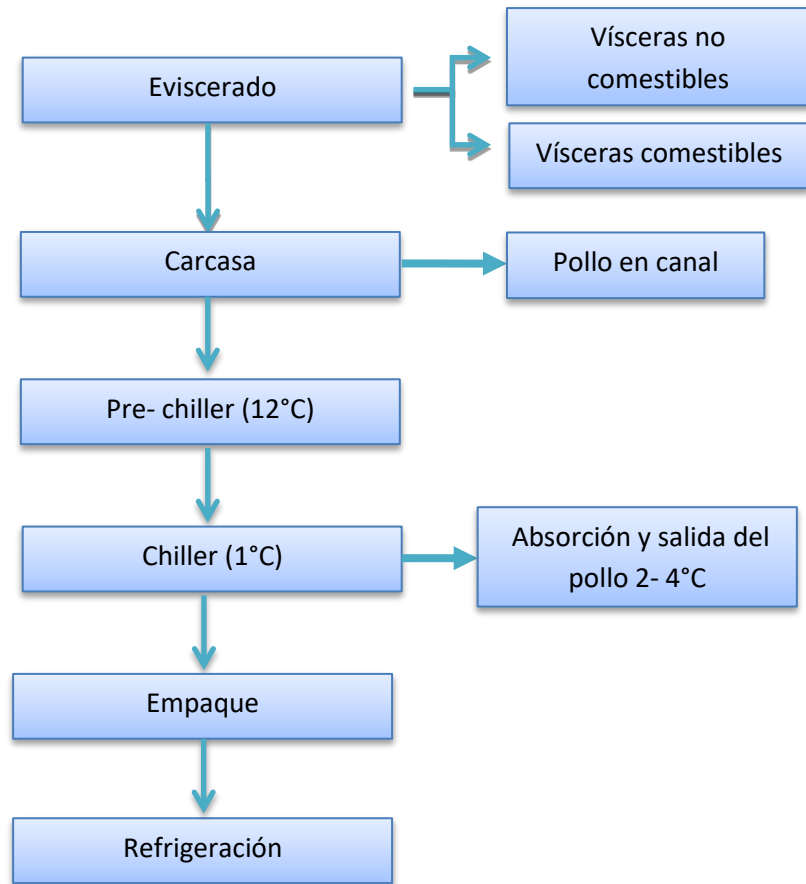 Eviscerado
Vísceras no
comestibles
Vísceras comestibles
Carcasa
Pollo en canal
Pre- chiller (12°C)
Chiller (1°C)
Absorción y salida del
pollo 2- 4°C
Empaque
Refrigeración